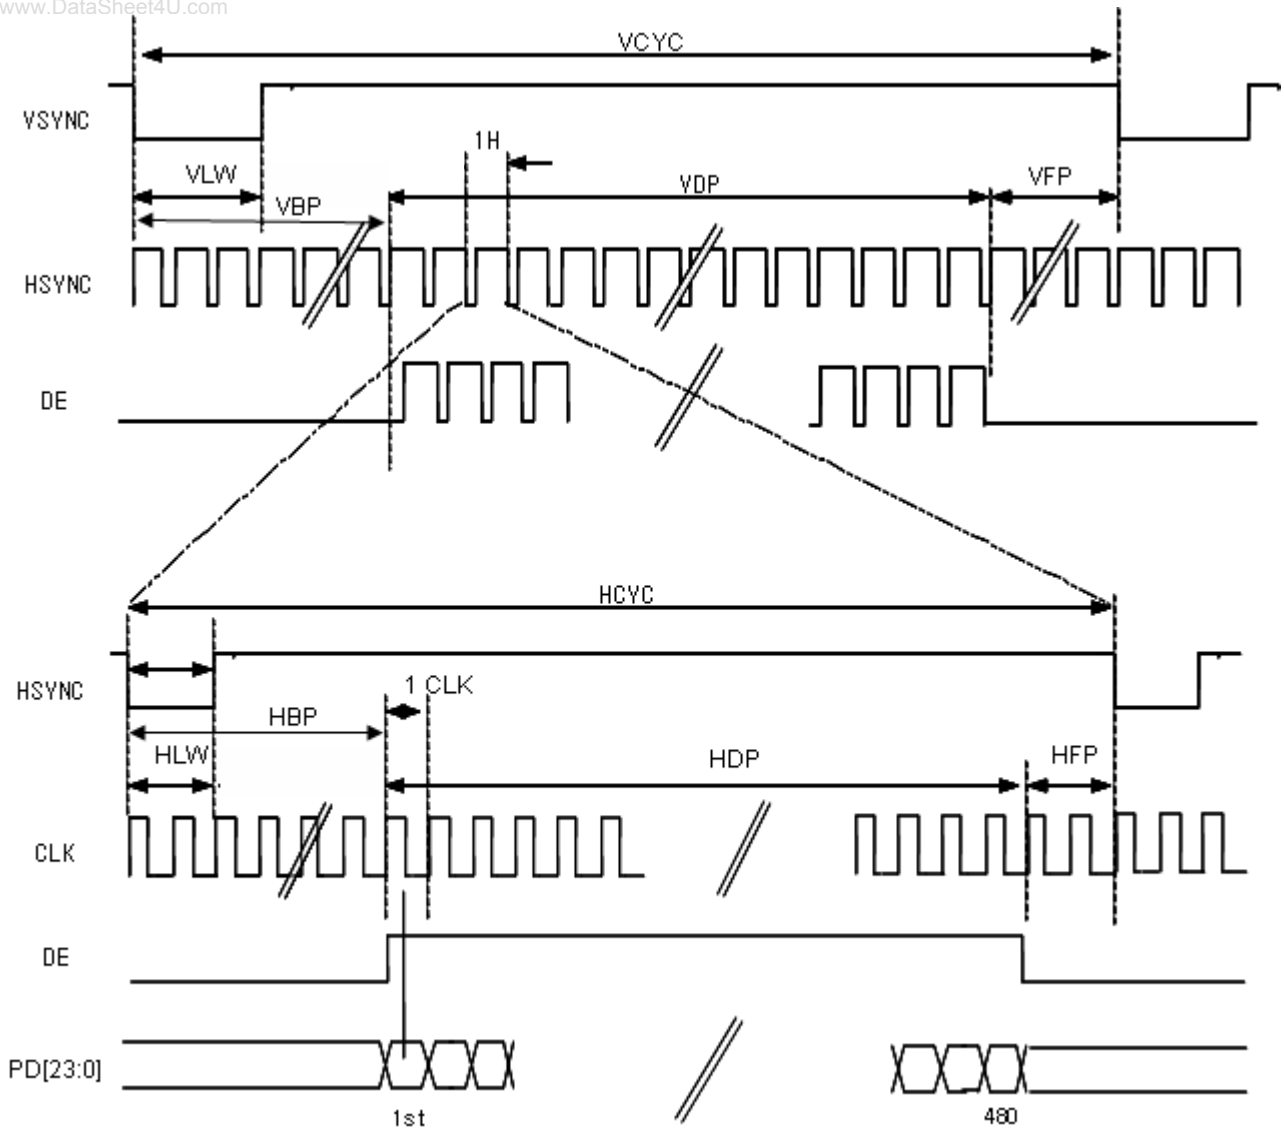 www.DataSheet4U.com
VCYC
VSYNC
1H
VLW
VDP
VFP
VBP
HSYNC
DE
HCYC
HSYNC
1 CLK
HBP
HLW
HDP
HFP
CLK
DE
PD[23:0]
1st
480